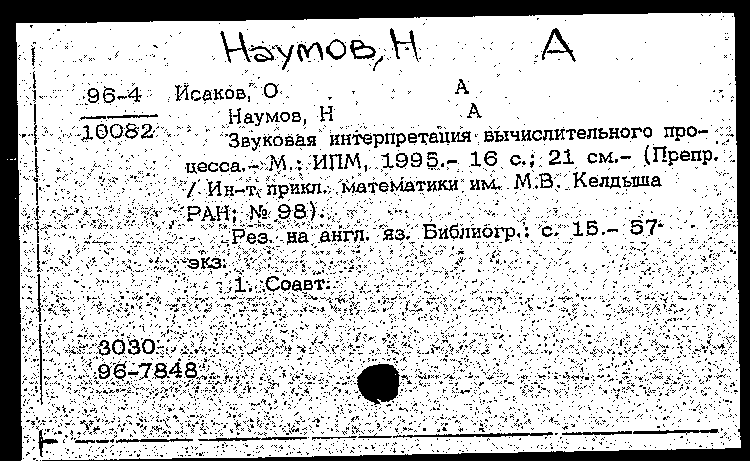 Наумов, Н А
96-4 Исаков, О А
10082 Наумов, Н А
Звуковая интерпретация вычислительного про-
цесса.- М.: ИПМ, 1995.- 16 с.; 21 см.- (Препр.
/ Ин-т. прикл. математики им. М.В. Келдыша
РАН; № 98).
Рез. на англ. яз. Библиогр.: с. 15.- 57
экз.
1. Соавт.
3030
96-7848